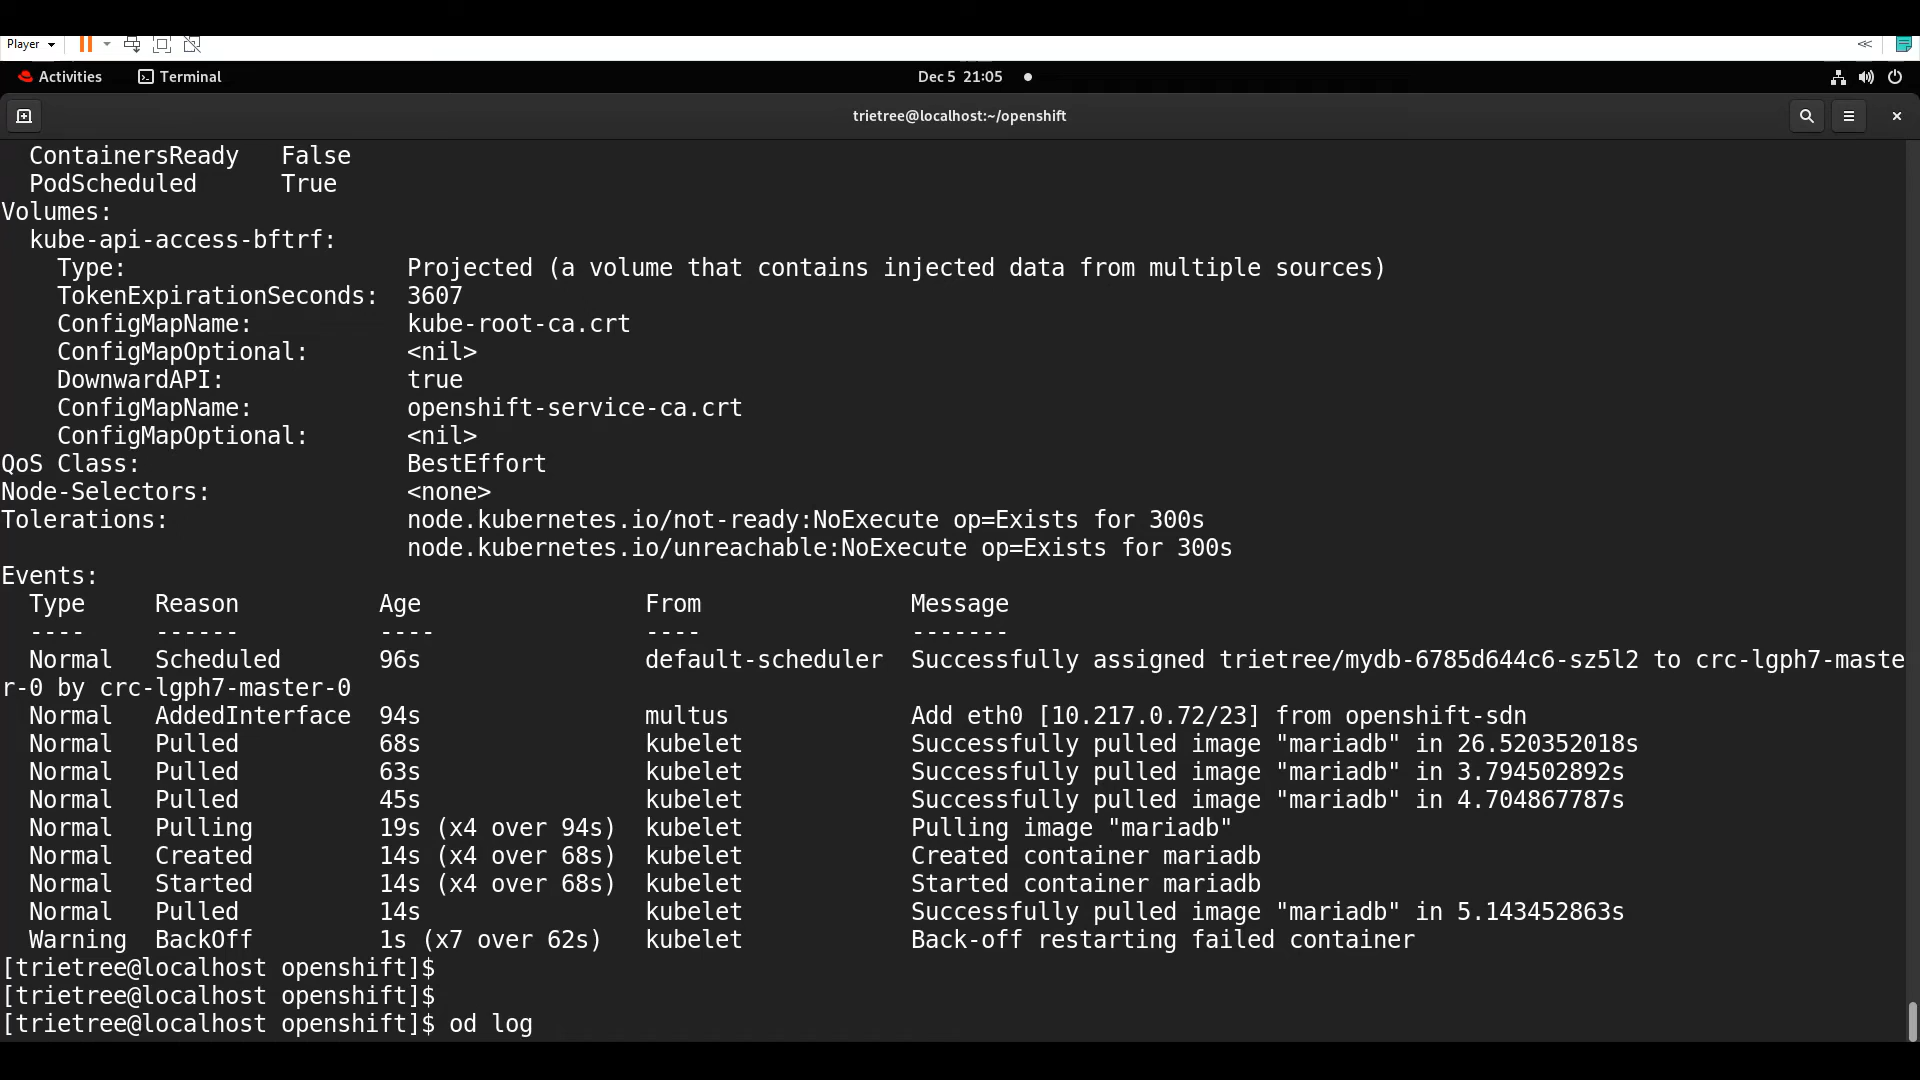 Player
Activities Terminal Dec 5 21:05
trietree@localhost:~/openshift
ContainersReady False
PodScheduled True
Volumes:
kube-api-access-bftrf:
Type: Projected (a volume that contains injected data from multiple sources)
TokenExpirationSeconds: 3607
ConfigMapName: kube-root-ca.crt
ConfigMapOptional: <nil>
DownwardAPI: true
ConfigMapName: openshift-service-ca.crt
ConfigMapOptional: <nil>
QoS Class: BestEffort
Node-Selectors: <none>
Tolerations: node.kubernetes.io/not-ready:NoExecute op=Exists for 300s
node.kubernetes.io/unreachable:NoExecute op=Exists for 300s
Events:
Type Reason Age From Message
---- ------ ---- ---- -------
Normal Scheduled 96s default-scheduler Successfully assigned trietree/mydb-6785d644c6-sz5l2 to crc-lgph7-maste
r-0 by crc-lgph7-master-0
Normal AddedInterface 94s multus Add eth0 [10.217.0.72/23] from openshift-sdn
Normal Pulled 68s kubelet Successfully pulled image "mariadb" in 26.520352018s
Normal Pulled 63s kubelet Successfully pulled image "mariadb" in 3.794502892s
Normal Pulled 45s kubelet Successfully pulled image "mariadb" in 4.704867787s
Normal Pulling 19s (x4 over 94s) kubelet Pulling image "mariadb"
Normal Created 14s (x4 over 68s) kubelet Created container mariadb
Normal Started 14s (x4 over 68s) kubelet Started container mariadb
Normal Pulled 14s kubelet Successfully pulled image "mariadb" in 5.143452863s
Warning BackOff 1s (x7 over 62s) kubelet Back-off restarting failed container
[trietree@localhost openshift]$
[trietree@localhost openshift]$
[trietree@localhost openshift]$ od log